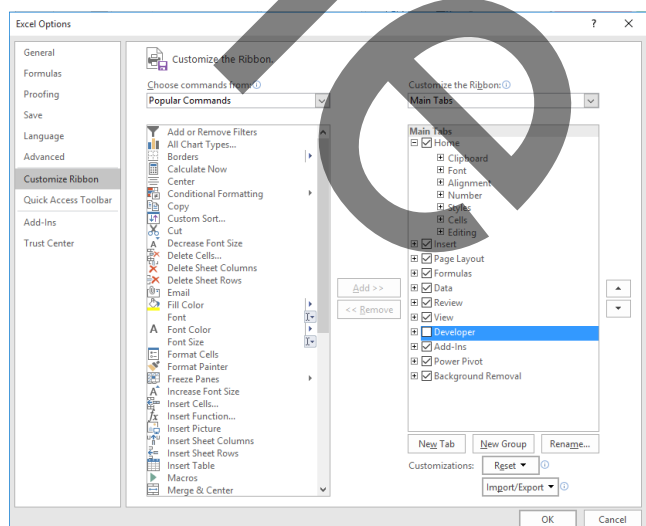 Excel Options
?
General
Formulas
Proofing
Save
Language
Advanced
Customize Ribbon
Quick Access Toolbar
Add-Ins
Trust Center
Customize the Ribbon.
Choose commands from:
Popular Commands
Add or Remove Filters
All Chart Types...
Borders
Calculate Now
Center
Conditional Formatting
Copy
Custom Sort...
Cut
Decrease Font Size
Delete Cells...
Delete Sheet Columns
Delete Sheet Rows
Email
Fill Color
Font
Font Color
Font Size
Format Cells
Format Painter
Freeze Panes
Increase Font Size
Insert Cells...
Insert Function...
Insert Picture
Insert Sheet Columns
Insert Sheet Rows
Insert Table
Macros
Merge & Center
Add >>
<< Remove
Customize the Ribbon:
Main Tabs
Main Tabs
Home
Clipboard
Font
Alignment
Number
Styles
Cells
Editing
Insert
Page Layout
Formulas
Data
Review
View
Developer
Add-Ins
Power Pivot
Background Removal
New Tab
New Group
Rename...
Customizations:
Reset
Import/Export
OK
Cancel